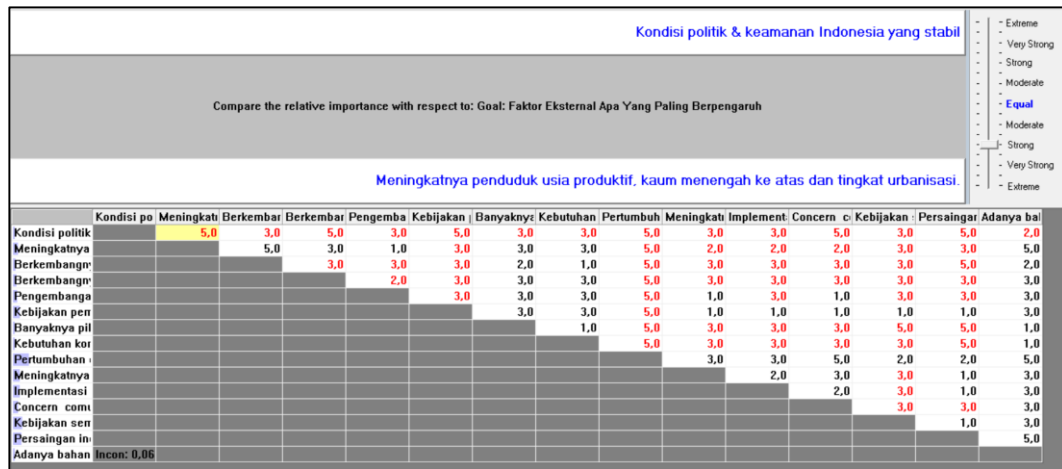 Kondisi politik & keamanan Indonesia yang stabil
Compare the relative importance with respect to: Goal: Faktor Eksternal Apa Yang Paling Berpengaruh
Meningkatnya penduduk usia produktif, kaum menengah ke atas dan tingkat urbanisasi.
Extreme
Very Strong
Strong
Moderate
Equal
Moderate
Strong
Very Strong
Extreme
Kondisi po Meningkatı Berkembar Berkembar Pengemba Kebijakan Banyaknya Kebutuhan Pertumbuh Meningkatı Implement Concern c Kebijakan Persaingar Adanya bal
Kondisi politik 5,0 3,0 5,0 3,0 5,0 3,0 3,0 5,0 3,0 3,0 5,0 3,0 5,0 2,0
Meningkatnya 5,0 3,0 1,0 3,0 3,0 3,0 5,0 2,0 2,0 2,0 3,0 3,0 5,0
Berkembangn 3,0 3,0 3,0 2,0 1,0 5,0 3,0 3,0 3,0 3,0 5,0 2,0
Berkembangn 2,0 3,0 3,0 3,0 5,0 3,0 3,0 3,0 3,0 3,0 3,0
Pengembanga 3,0 3,0 3,0 5,0 1,0 3,0 1,0 3,0 3,0 3,0
Kebijakan pem 3,0 3,0 1,0 1,0 1,0 1,0 1,0 1,0 3,0
Banyaknya pil 1,0 5,0 3,0 3,0 3,0 5,0 5,0 1,0
Kebutuhan kor 5,0 3,0 3,0 3,0 3,0 5,0 1,0
Pertumbuhan 3,0 3,0 5,0 2,0 2,0 5,0
Meningkatnya 2,0 3,0 3,0 1,0 3,0
Implementasi 2,0 3,0 1,0 3,0
Concern comu 3,0 3,0 3,0
Kebijakan sem 1,0 3,0
Persaingan in 5,0
Adanya bahan Incon: 0,06